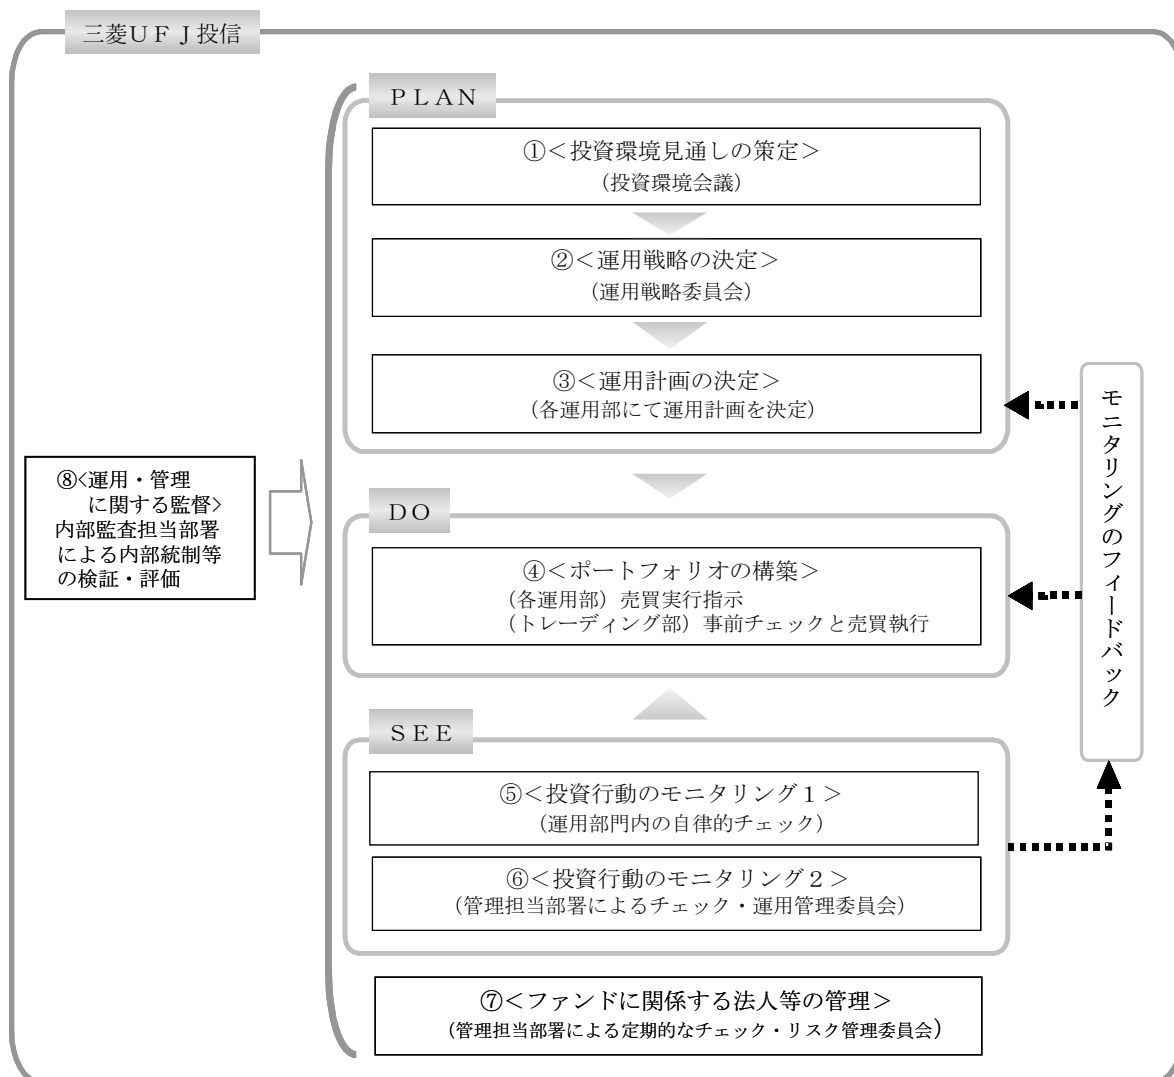 三菱ＵＦＪ投信
ＰＬＡＮ
①＜投資環境見通しの策定＞
（投資環境会議）
②＜運用戦略の決定＞
（運用戦略委員会）
③＜運用計画の決定＞
（各運用部にて運用計画を決定）
ＤＯ
④＜ポートフォリオの構築＞
（各運用部）売買実行指示
（トレーディング部）事前チェックと売買執行
ＳＥＥ
⑤＜投資行動のモニタリング１＞
（運用部門内の自律的チェック）
⑥＜投資行動のモニタリング２＞
（管理担当部署によるチェック・運用管理委員会）
⑦＜ファンドに関係する法人等の管理＞
（管理担当部署による定期的なチェック・リスク管理委員会）
⑧<運用・管理
に関する監督>
内部監査担当部署
による内部統制等
の検証・評価
モニタリングのフィードバック